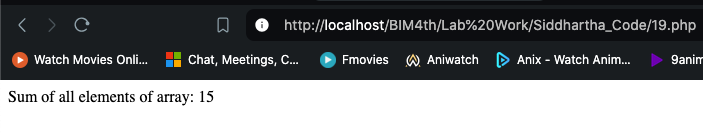 http://localhost/BIM4th/Lab%20Work/Siddhartha_Code/19.php
Watch Movies Onli... Chat, Meetings, C... Fmovies Aniwatch Anix - Watch Anim... 9anim
Sum of all elements of array: 15